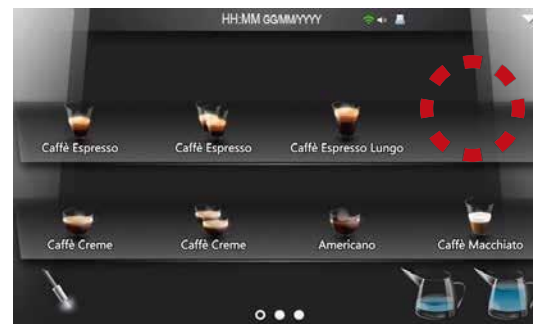 HH:MM GG/MM/YYYY
Caffè Espresso Caffè Espresso Caffè Espresso Lungo
Caffè Creme Caffè Creme Americano Caffè Macchiato